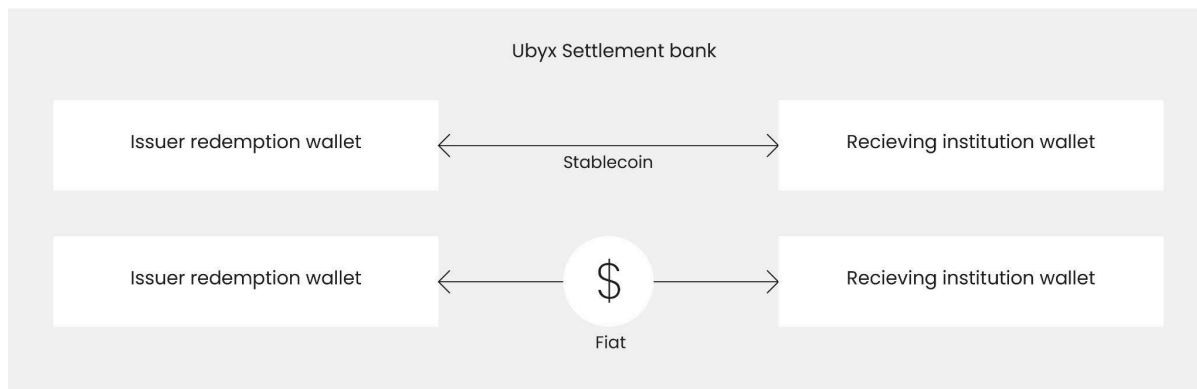 Ubyx Settlement bank
Issuer redemption wallet
Stablecoin
Recieving institution wallet
Issuer redemption wallet
$
Fiat
Recieving institution wallet